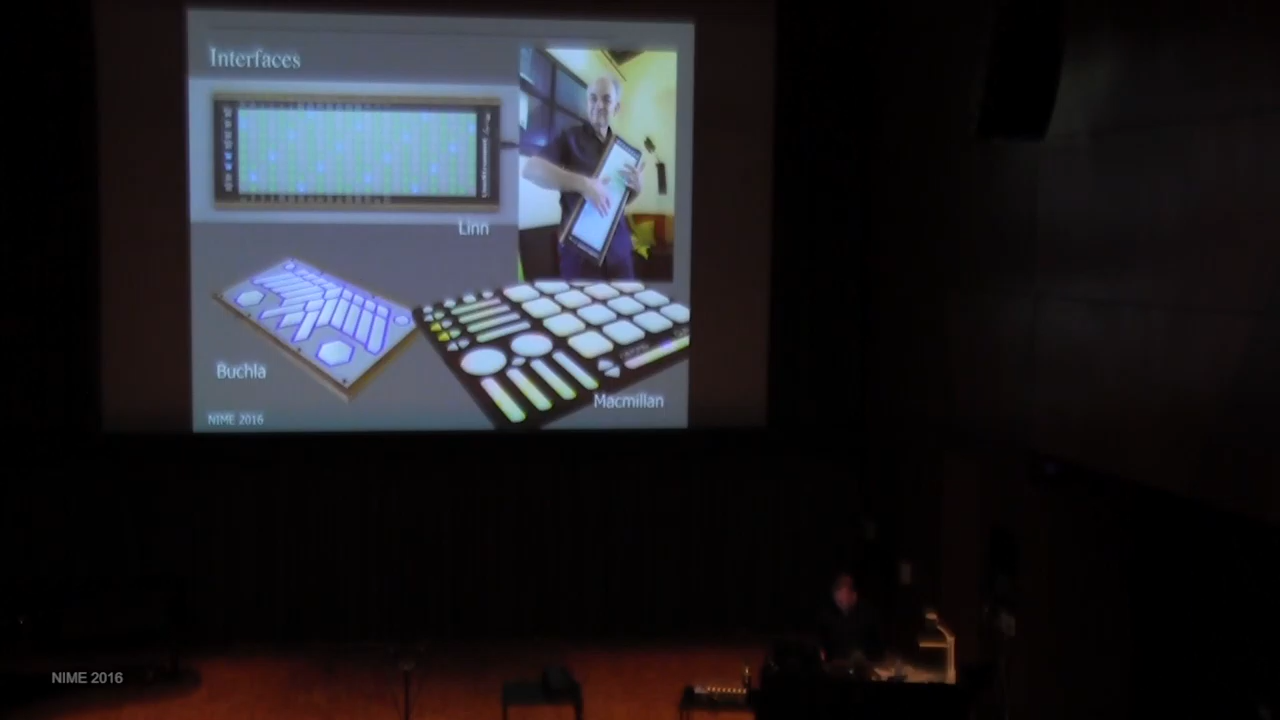 Interfaces
Linn
Buchla
Macmillan
NIME 2016
NIME 2016